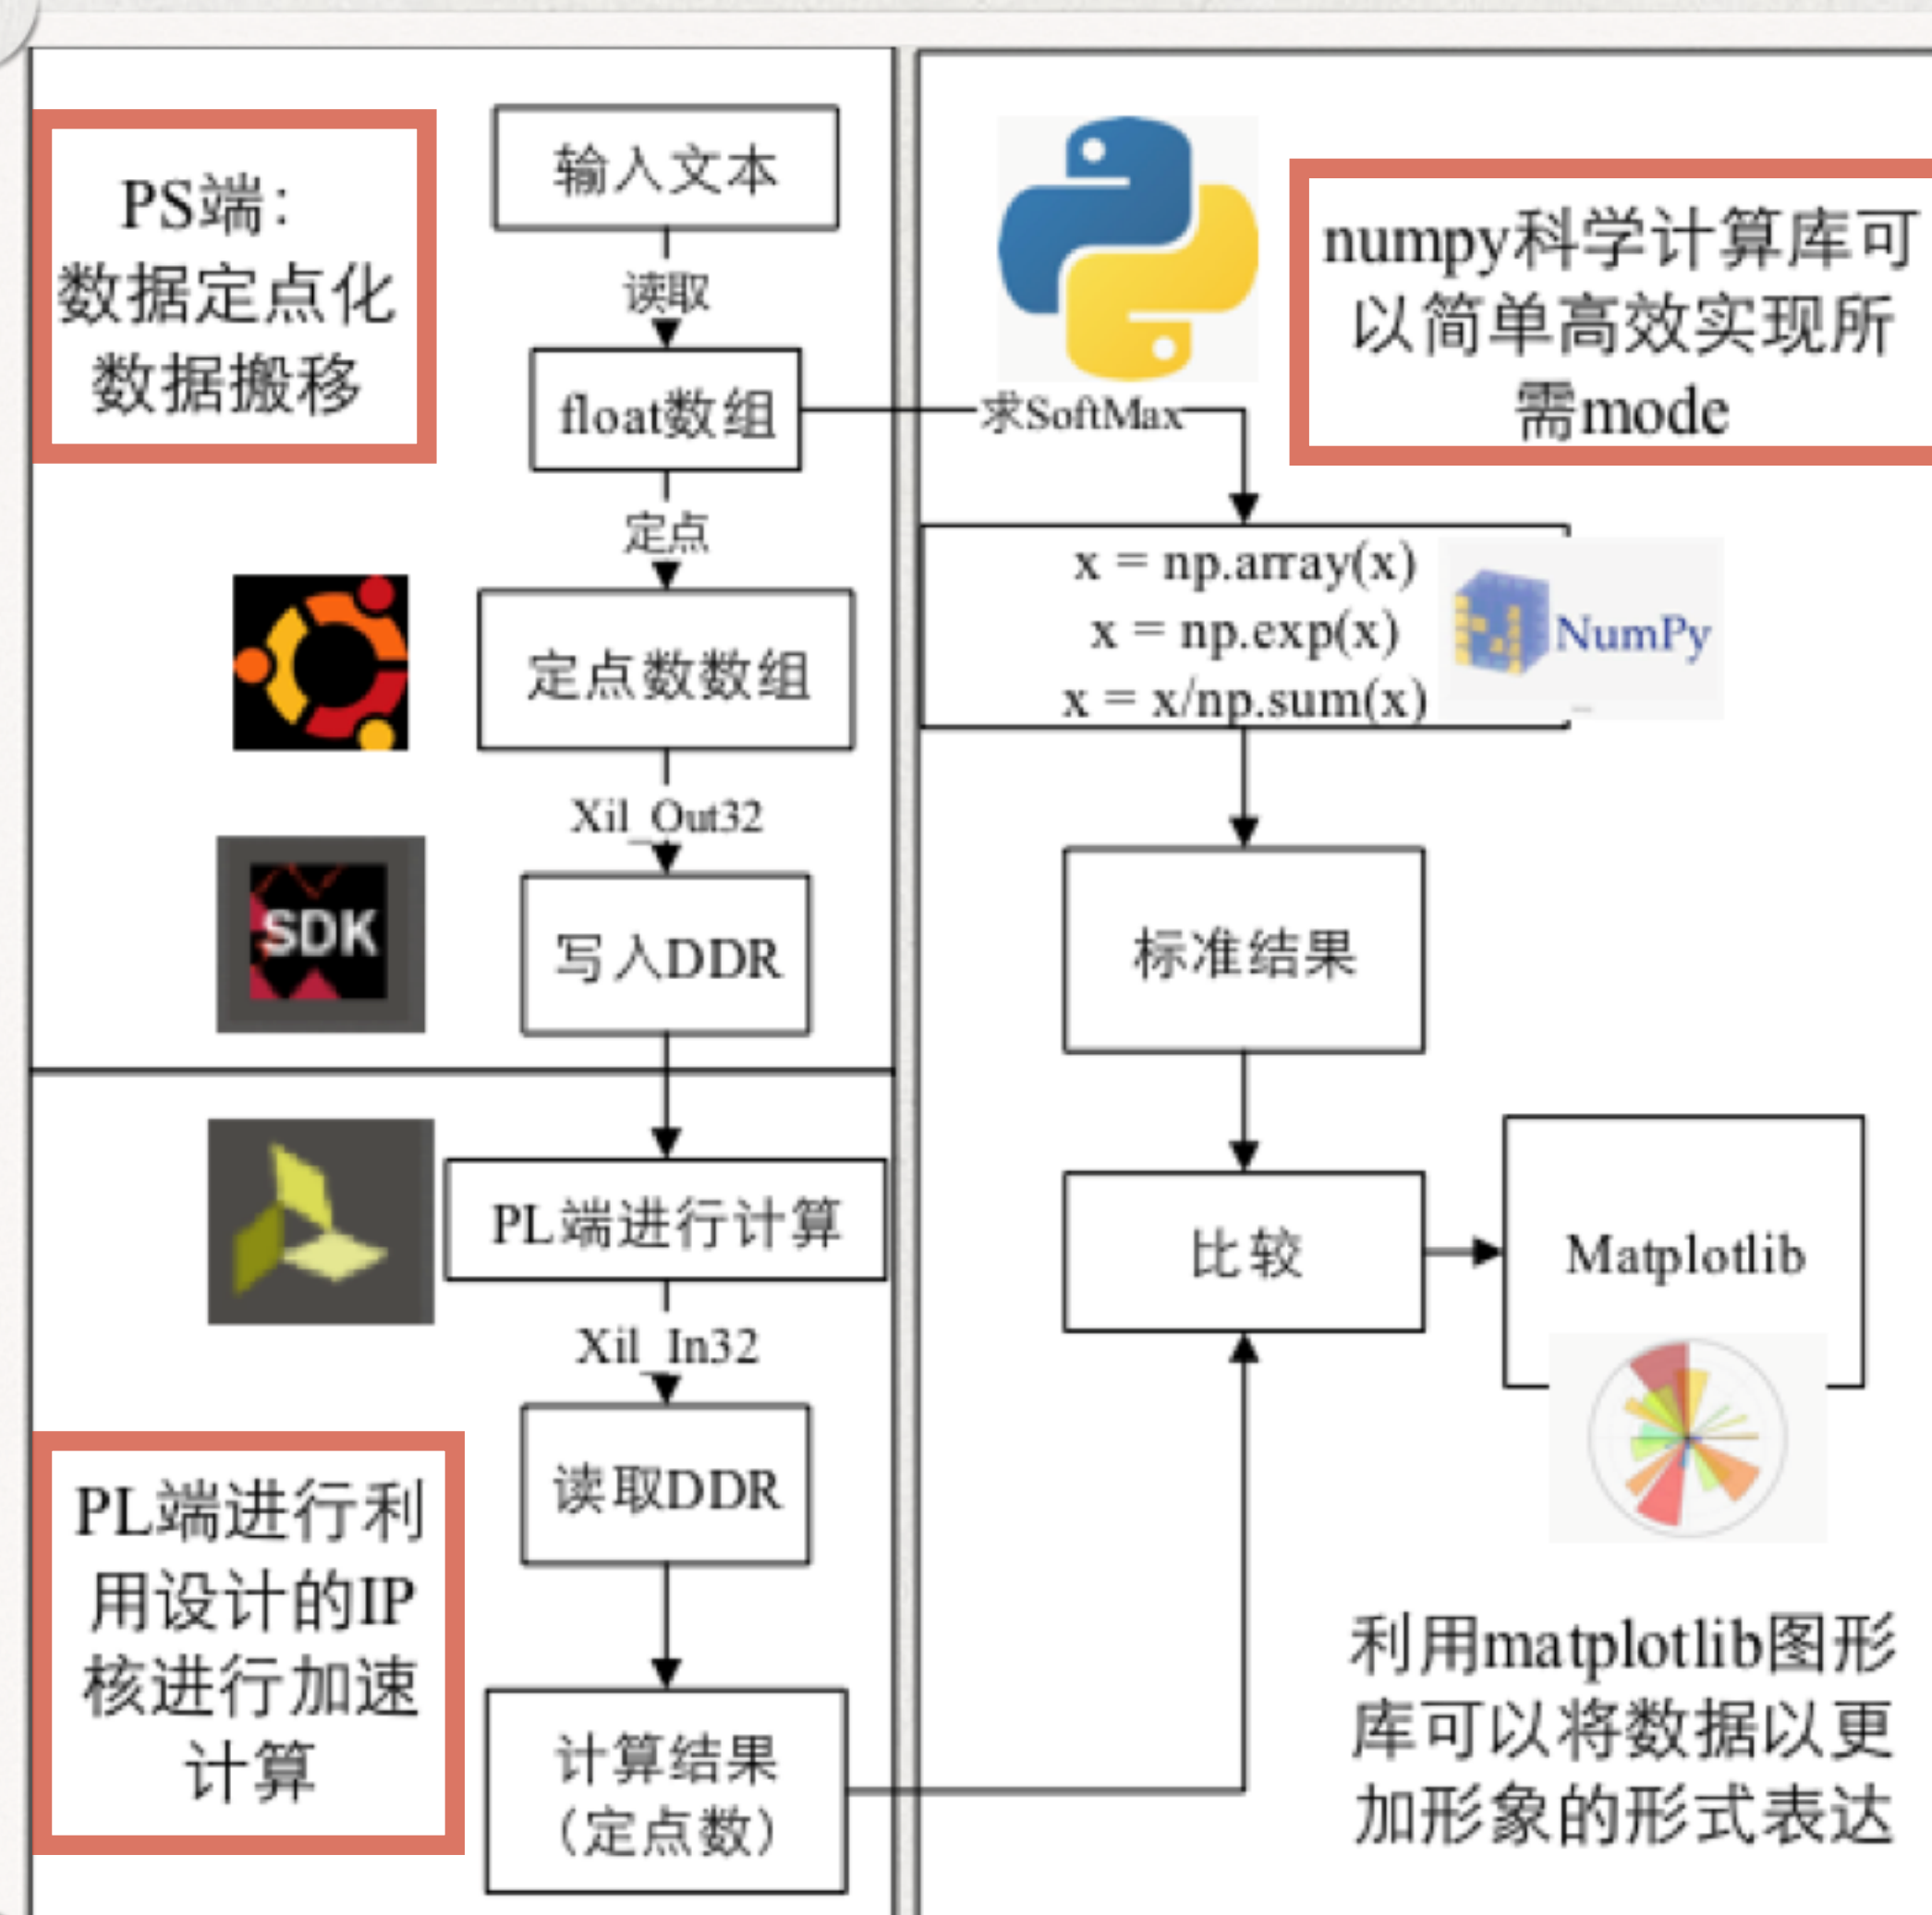 PS端：
数据定点化
数据搬移
输入文本
读取
float数组
定点
定点数数组
Xil_Out32
SDK
写入DDR
PL端进行计算
Xil_In32
读取DDR
PL端进行利
用设计的IP
核进行加速
计算
计算结果
（定点数）
求SoftMax
numpy科学计算库可
以简单高效实现所
需mode
x = np.array(x)
x = np.exp(x)
x = x/np.sum(x)
NumPy
标准结果
比较
Matplotlib
利用matplotlib图形
库可以将数据以更
加形象的形式表达